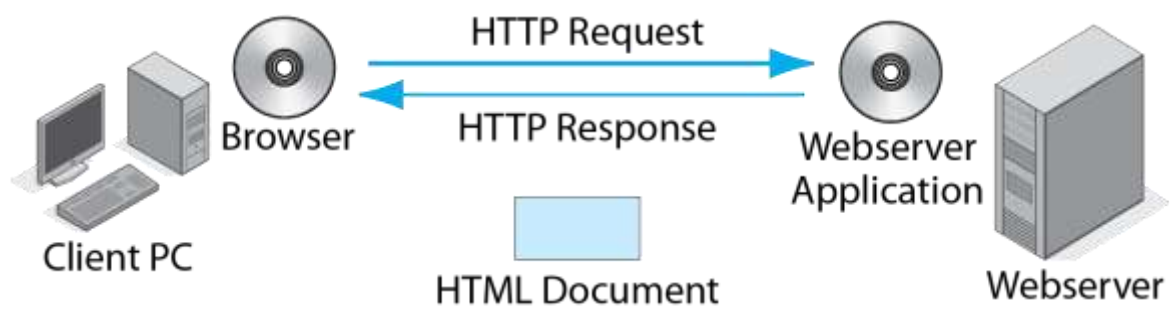 HTTP Request
Browser
HTTP Response
Webserver
Application
Client PC
HTML Document
Webserver